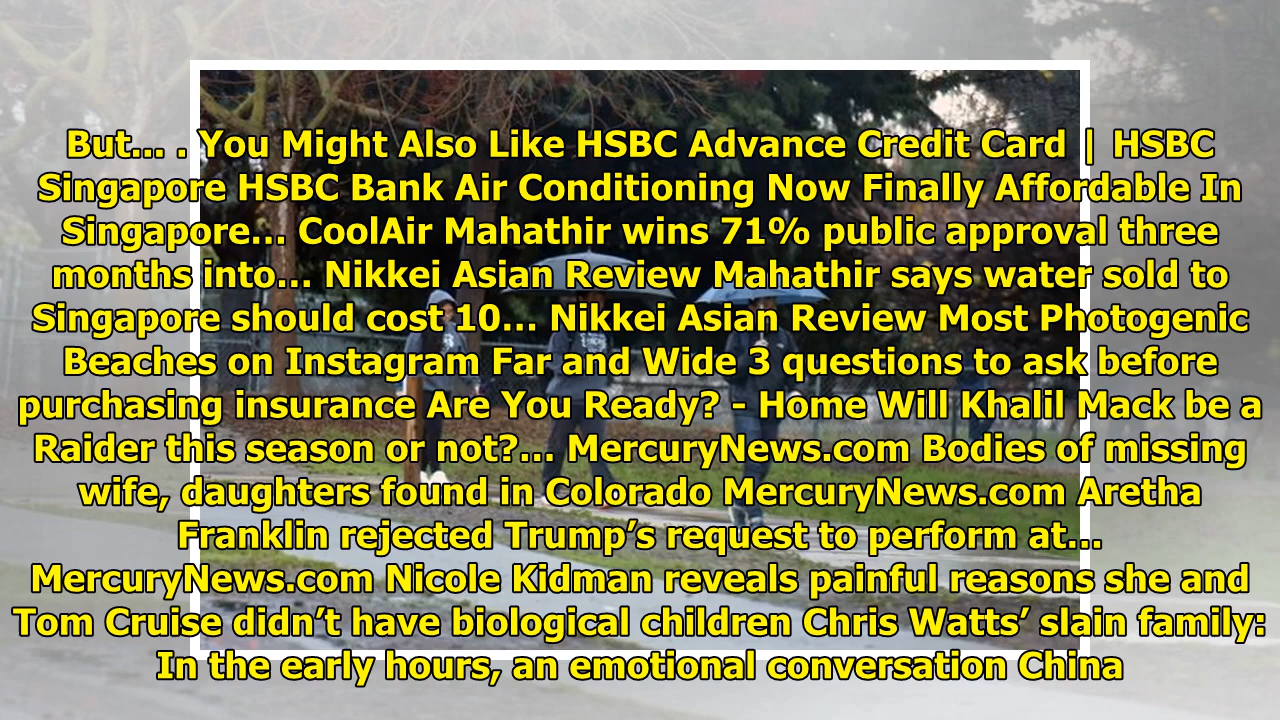 But... . You Might Also Like HSBC Advance Credit Card | HSBC
Singapore HSBC Bank Air Conditioning Now Finally Affordable In
Singapore... CoolAir Mahathir wins 71% public approval three
months into... Nikkei Asian Review Mahathir says water sold to
Singapore should cost 10... Nikkei Asian Review Most Photogenic
Beaches on Instagram Far and Wide 3 questions to ask before
purchasing insurance Are You Ready? - Home Will Khalil Mack be a
Raider this season or not?... MercuryNews.com Bodies of missing
wife, daughters found in Colorado MercuryNews.com Aretha
Franklin rejected Trump’s request to perform at...
MercuryNews.com Nicole Kidman reveals painful reasons she and
Tom Cruise didn’t have biological children Chris Watts’ slain family:
In the early hours, an emotional conversation China